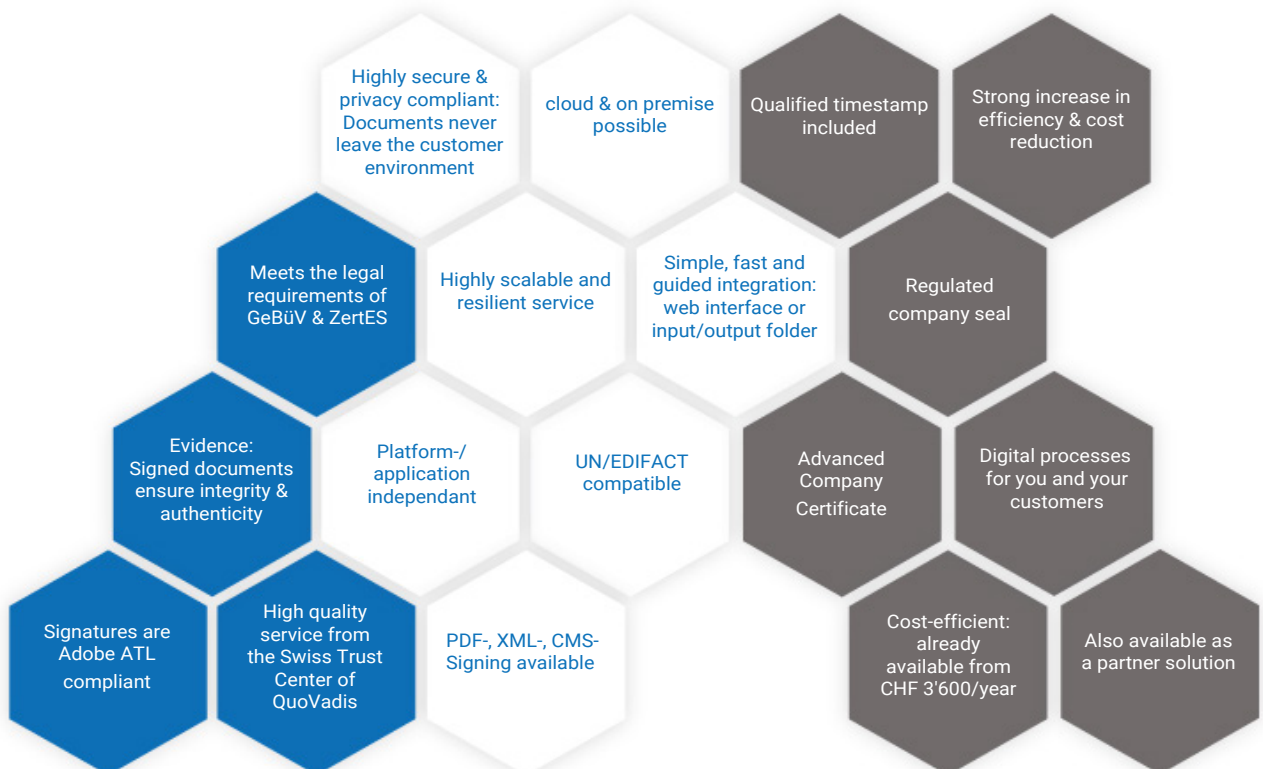 Highly secure &
privacy compliant:
Documents never
leave the customer
environment
cloud & on premise
possible
Qualified timestamp
included
Strong increase in
efficiency & cost
reduction
Meets the legal
requirements of
GeBüV & ZertES
Highly scalable and
resilient service
Simple, fast and
guided integration:
web interface or
input/output folder
Regulated
company seal
Evidence:
Signed documents
ensure integrity &
authenticity
Platform-/
application
independant
UN/EDIFACT
compatible
Advanced
Company
Certificate
Digital processes
for you and your
customers
Signatures are
Adobe ATL
compliant
High quality
service from
the Swiss Trust
Center of
QuoVadis
PDF-, XML-, CMS-
Signing available
Cost-efficient:
already
available from
CHF 3'600/year
Also available as
a partner solution